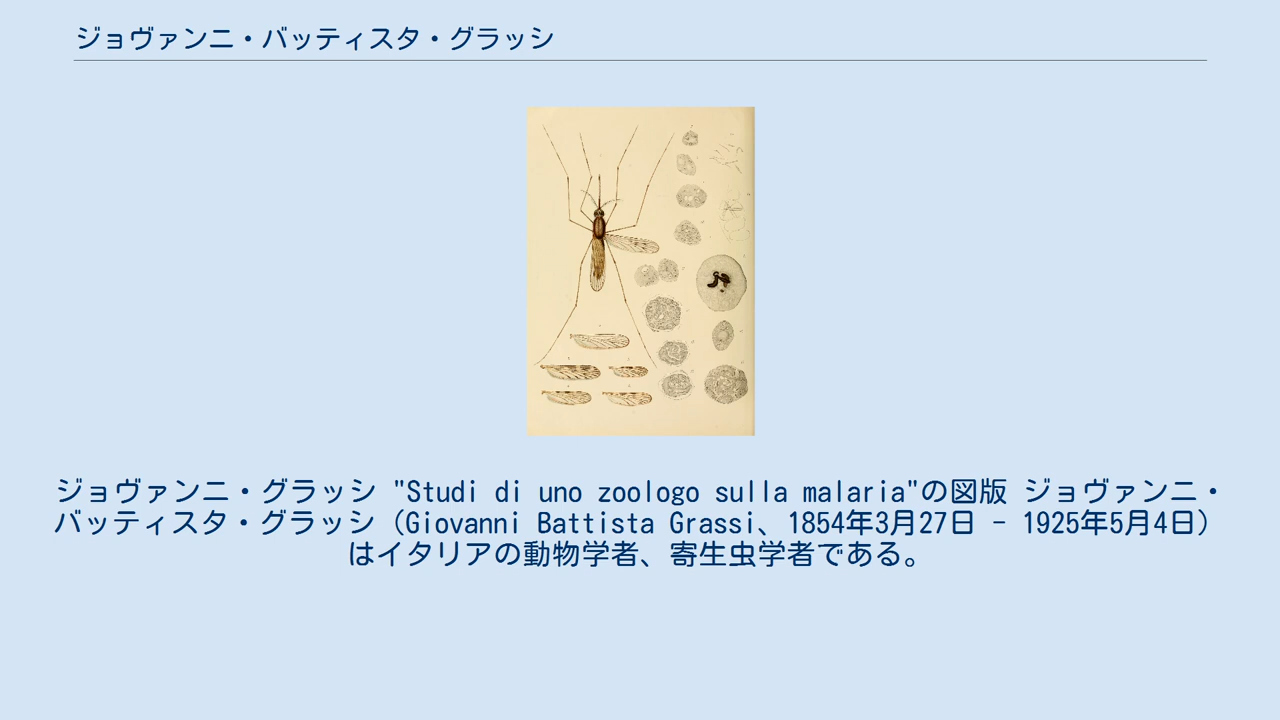 ジョヴァンニ・バッティスタ・グラッシ
ジョヴァンニ・グラッシ "Studi di uno zoologo sulla malaria"の図版 ジョヴァンニ・
バッティスタ・グラッシ（Giovanni Battista Grassi、1854年3月27日 - 1925年5月4日）
はイタリアの動物学者、寄生虫学者である。